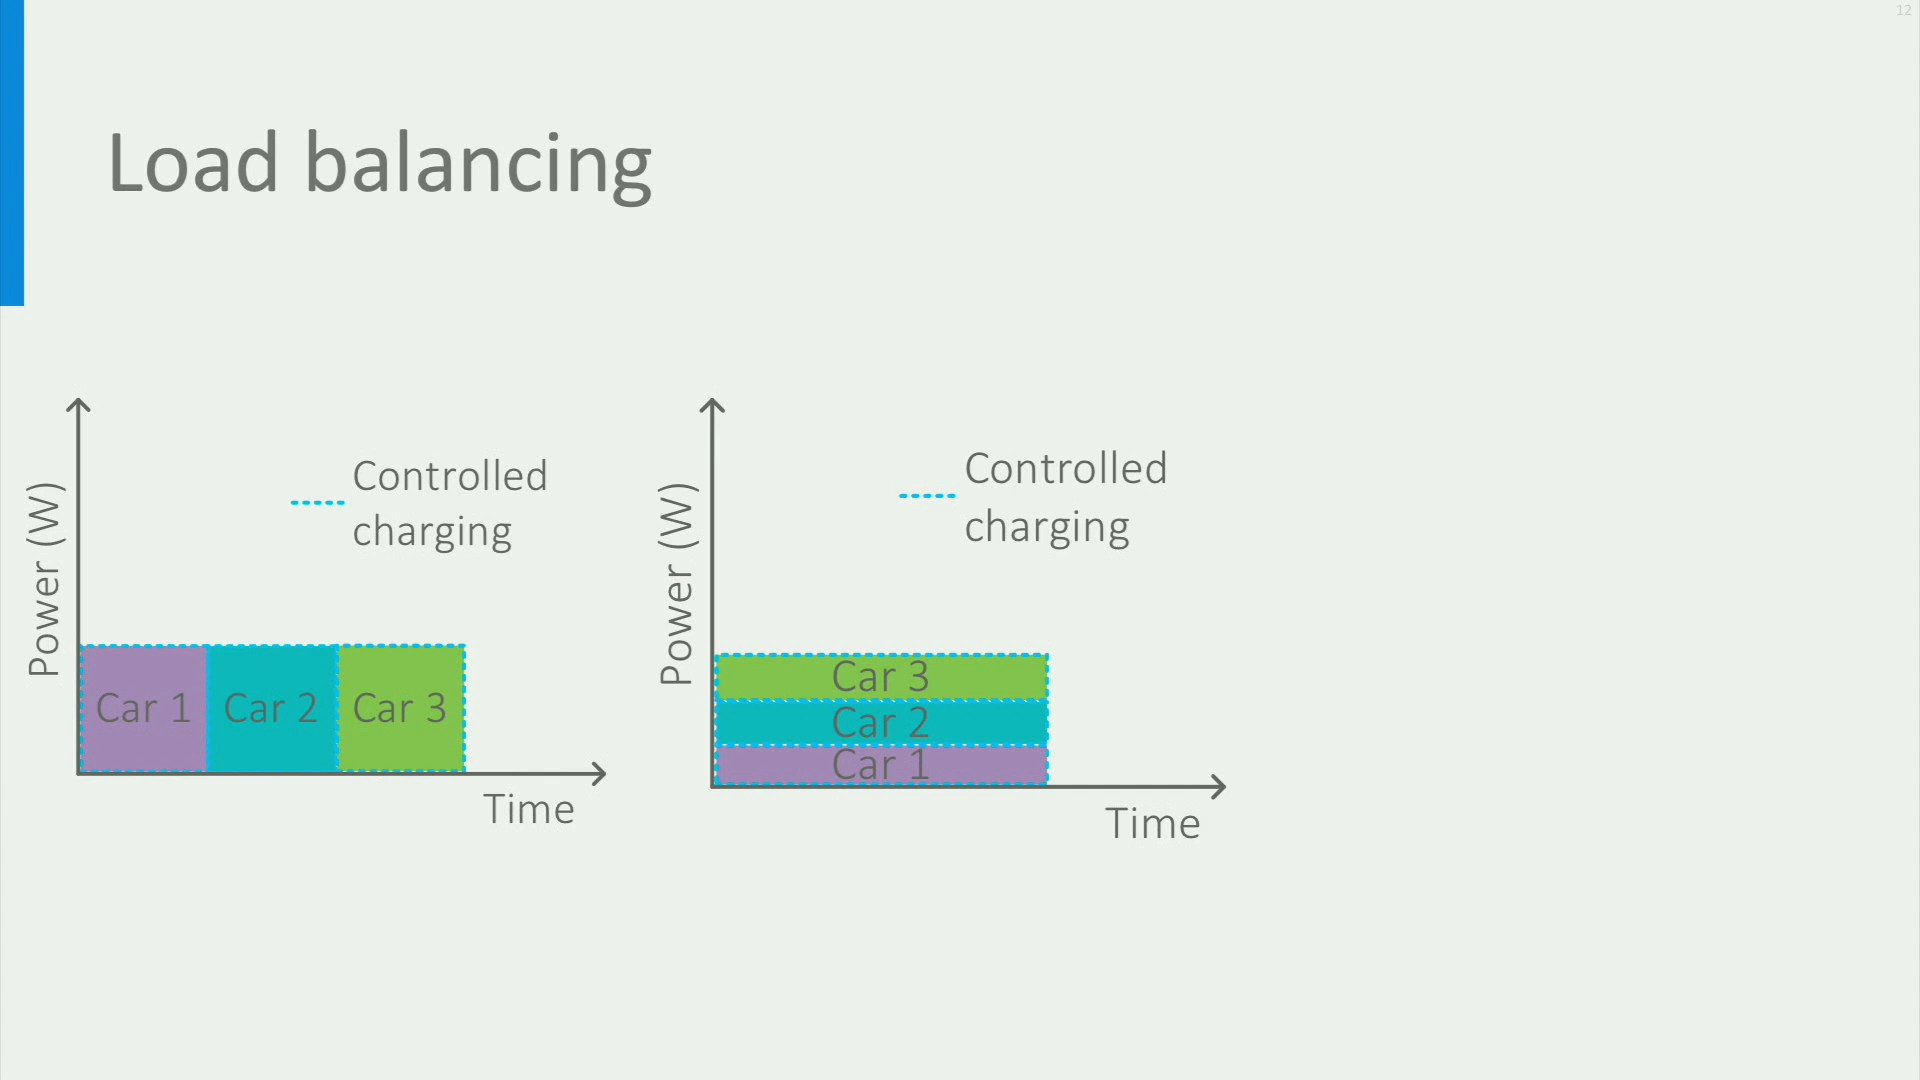 12
Load balancing
Power (W)
Controlled
charging
Car 1
Car 2
Car 3
Time
Power (W)
Controlled
charging
Car 3
Car 2
Car 1
Time